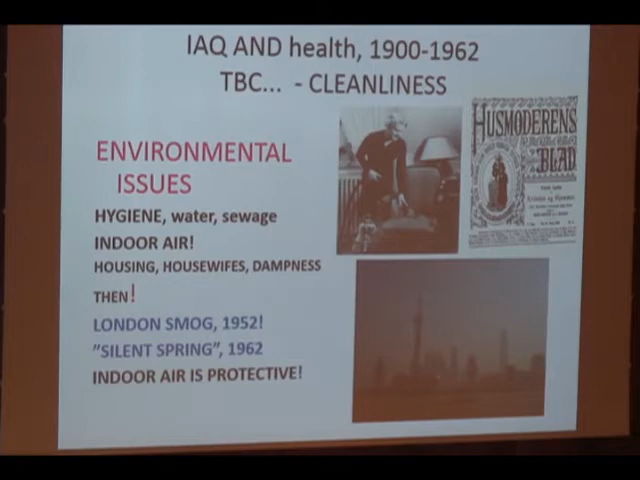 IAQ AND health, 1900-1962
TBC... - CLEANLINESS
ENVIRONMENTAL
ISSUES
HYGIENE, water, sewage
INDOOR AIR!
HOUSING, HOUSEWIFES, DAMPNESS
THEN!
LONDON SMOG, 1952!
"SILENT SPRING", 1962
INDOOR AIR IS PROTECTIVE!
HUSMODERENS
BLAD